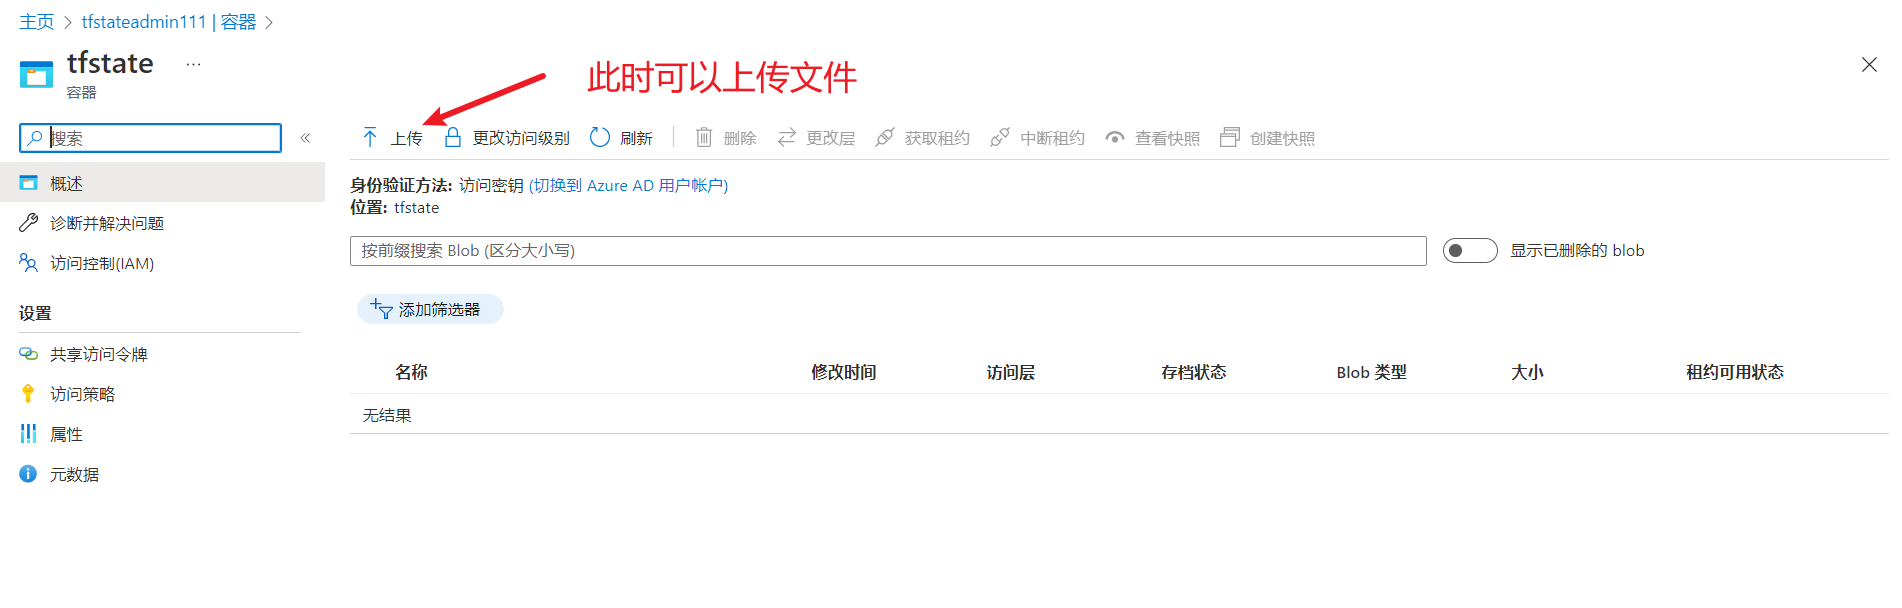 主页 > tfstateadmin111 | 容器 >
tfstate ...
容器
此时可以上传文件
搜索
«
上传 更改访问级别 刷新 删除 更改层 获取租约 中断租约 查看快照 创建快照
概述
诊断并解决问题
访问控制(IAM)
设置
共享访问令牌
访问策略
属性
元数据
身份验证方法: 访问密钥 (切换到 Azure AD 用户帐户)
位置: tfstate
按前缀搜索 Blob (区分大小写) 显示已删除的 blob
添加筛选器
名称 修改时间 访问层 存档状态 Blob 类型 大小 租约可用状态
无结果